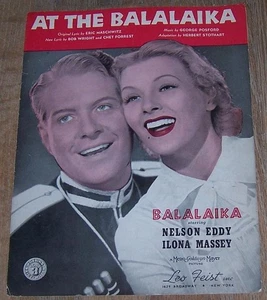 AT THE BALALAIKA
Original Lyric by ERIC MASCHWITZ
New Lyric by BOB WRIGHT AND CHET FORREST
Music by GEORGE POSFORD
Adaptation by HERBERT STOTHART
BALALAIKA
starring
NELSON EDDY
ILONA MASSEY
A Metro-Goldwyn-Mayer
PICTURE
Leo Feist inc.
1629 BROADWAY • NEW YORK